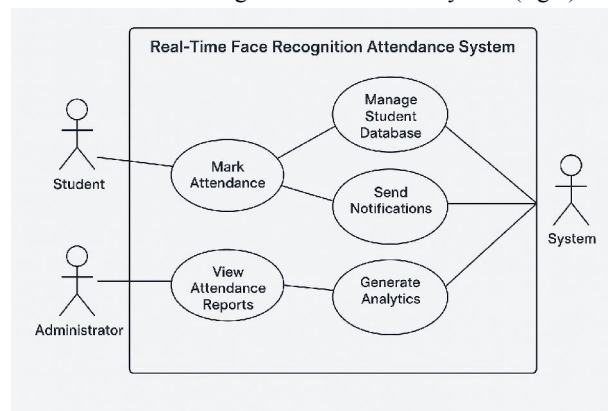 Real-Time Face Recognition Attendance System
Manage
Student
Database
Student
Mark
Attendance
Send
Notifications
System
Administrator
View
Attendance
Reports
Generate
Analytics